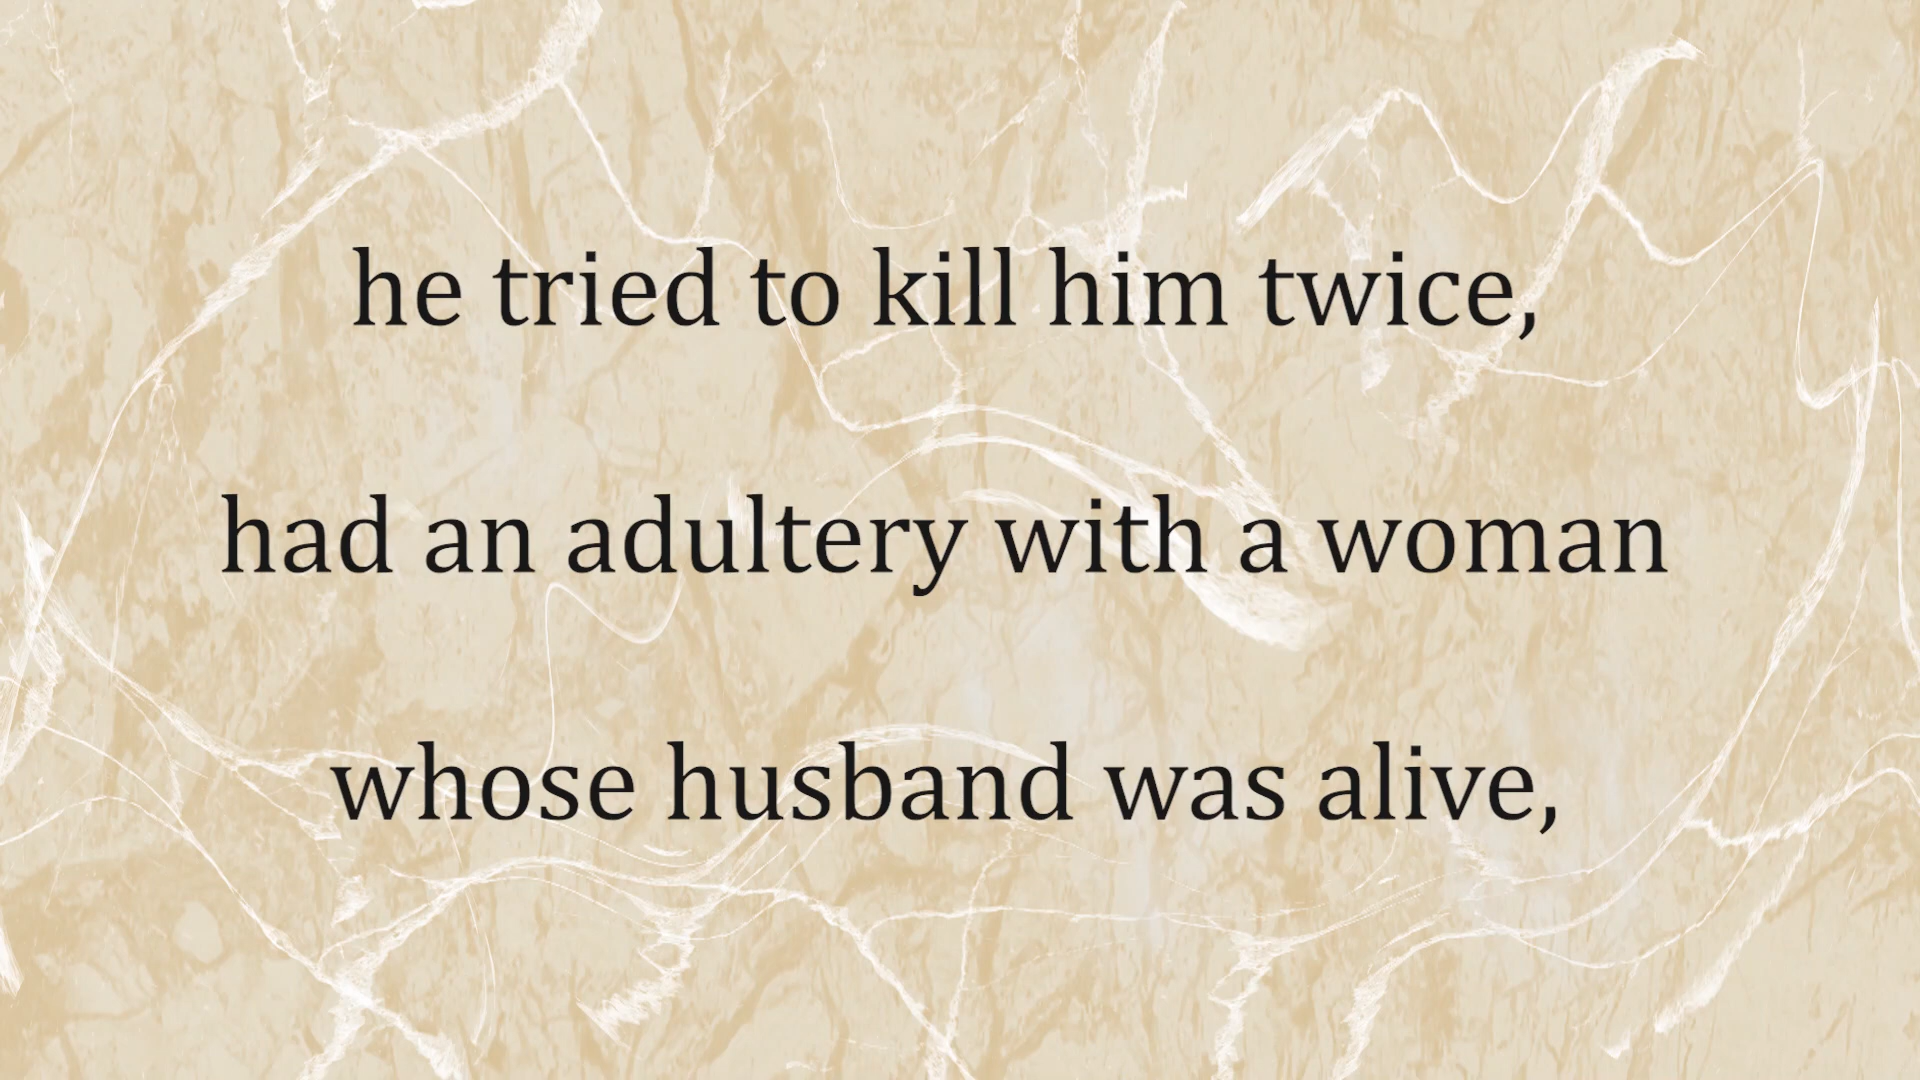 he tried to kill him twice,
had an adultery with a woman
whose husband was alive,